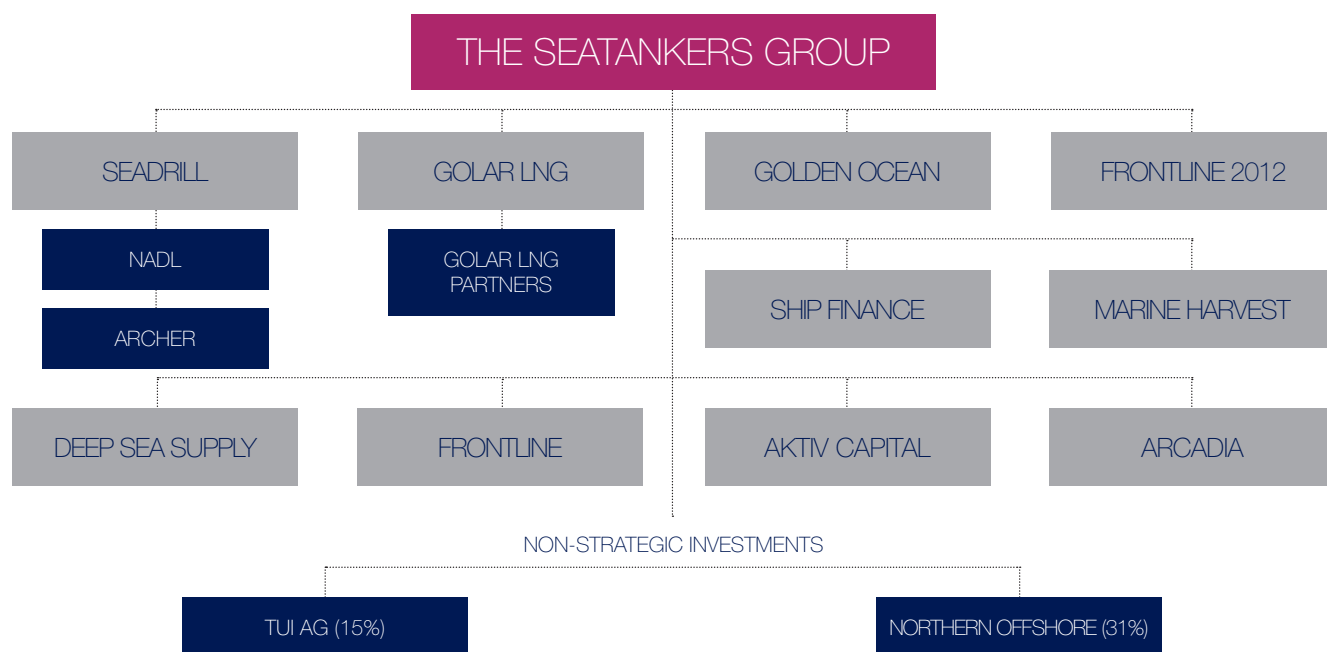 THE SEATANKERS GROUP
SEADRILL
GOLAR LNG
GOLDEN OCEAN
FRONTLINE 2012
NADL
GOLAR LNG
PARTNERS
ARCHER
SHIP FINANCE
MARINE HARVEST
DEEP SEA SUPPLY
FRONTLINE
AKTIV CAPITAL
ARCADIA
NON-STRATEGIC INVESTMENTS
TUI AG (15%)
NORTHERN OFFSHORE (31%)